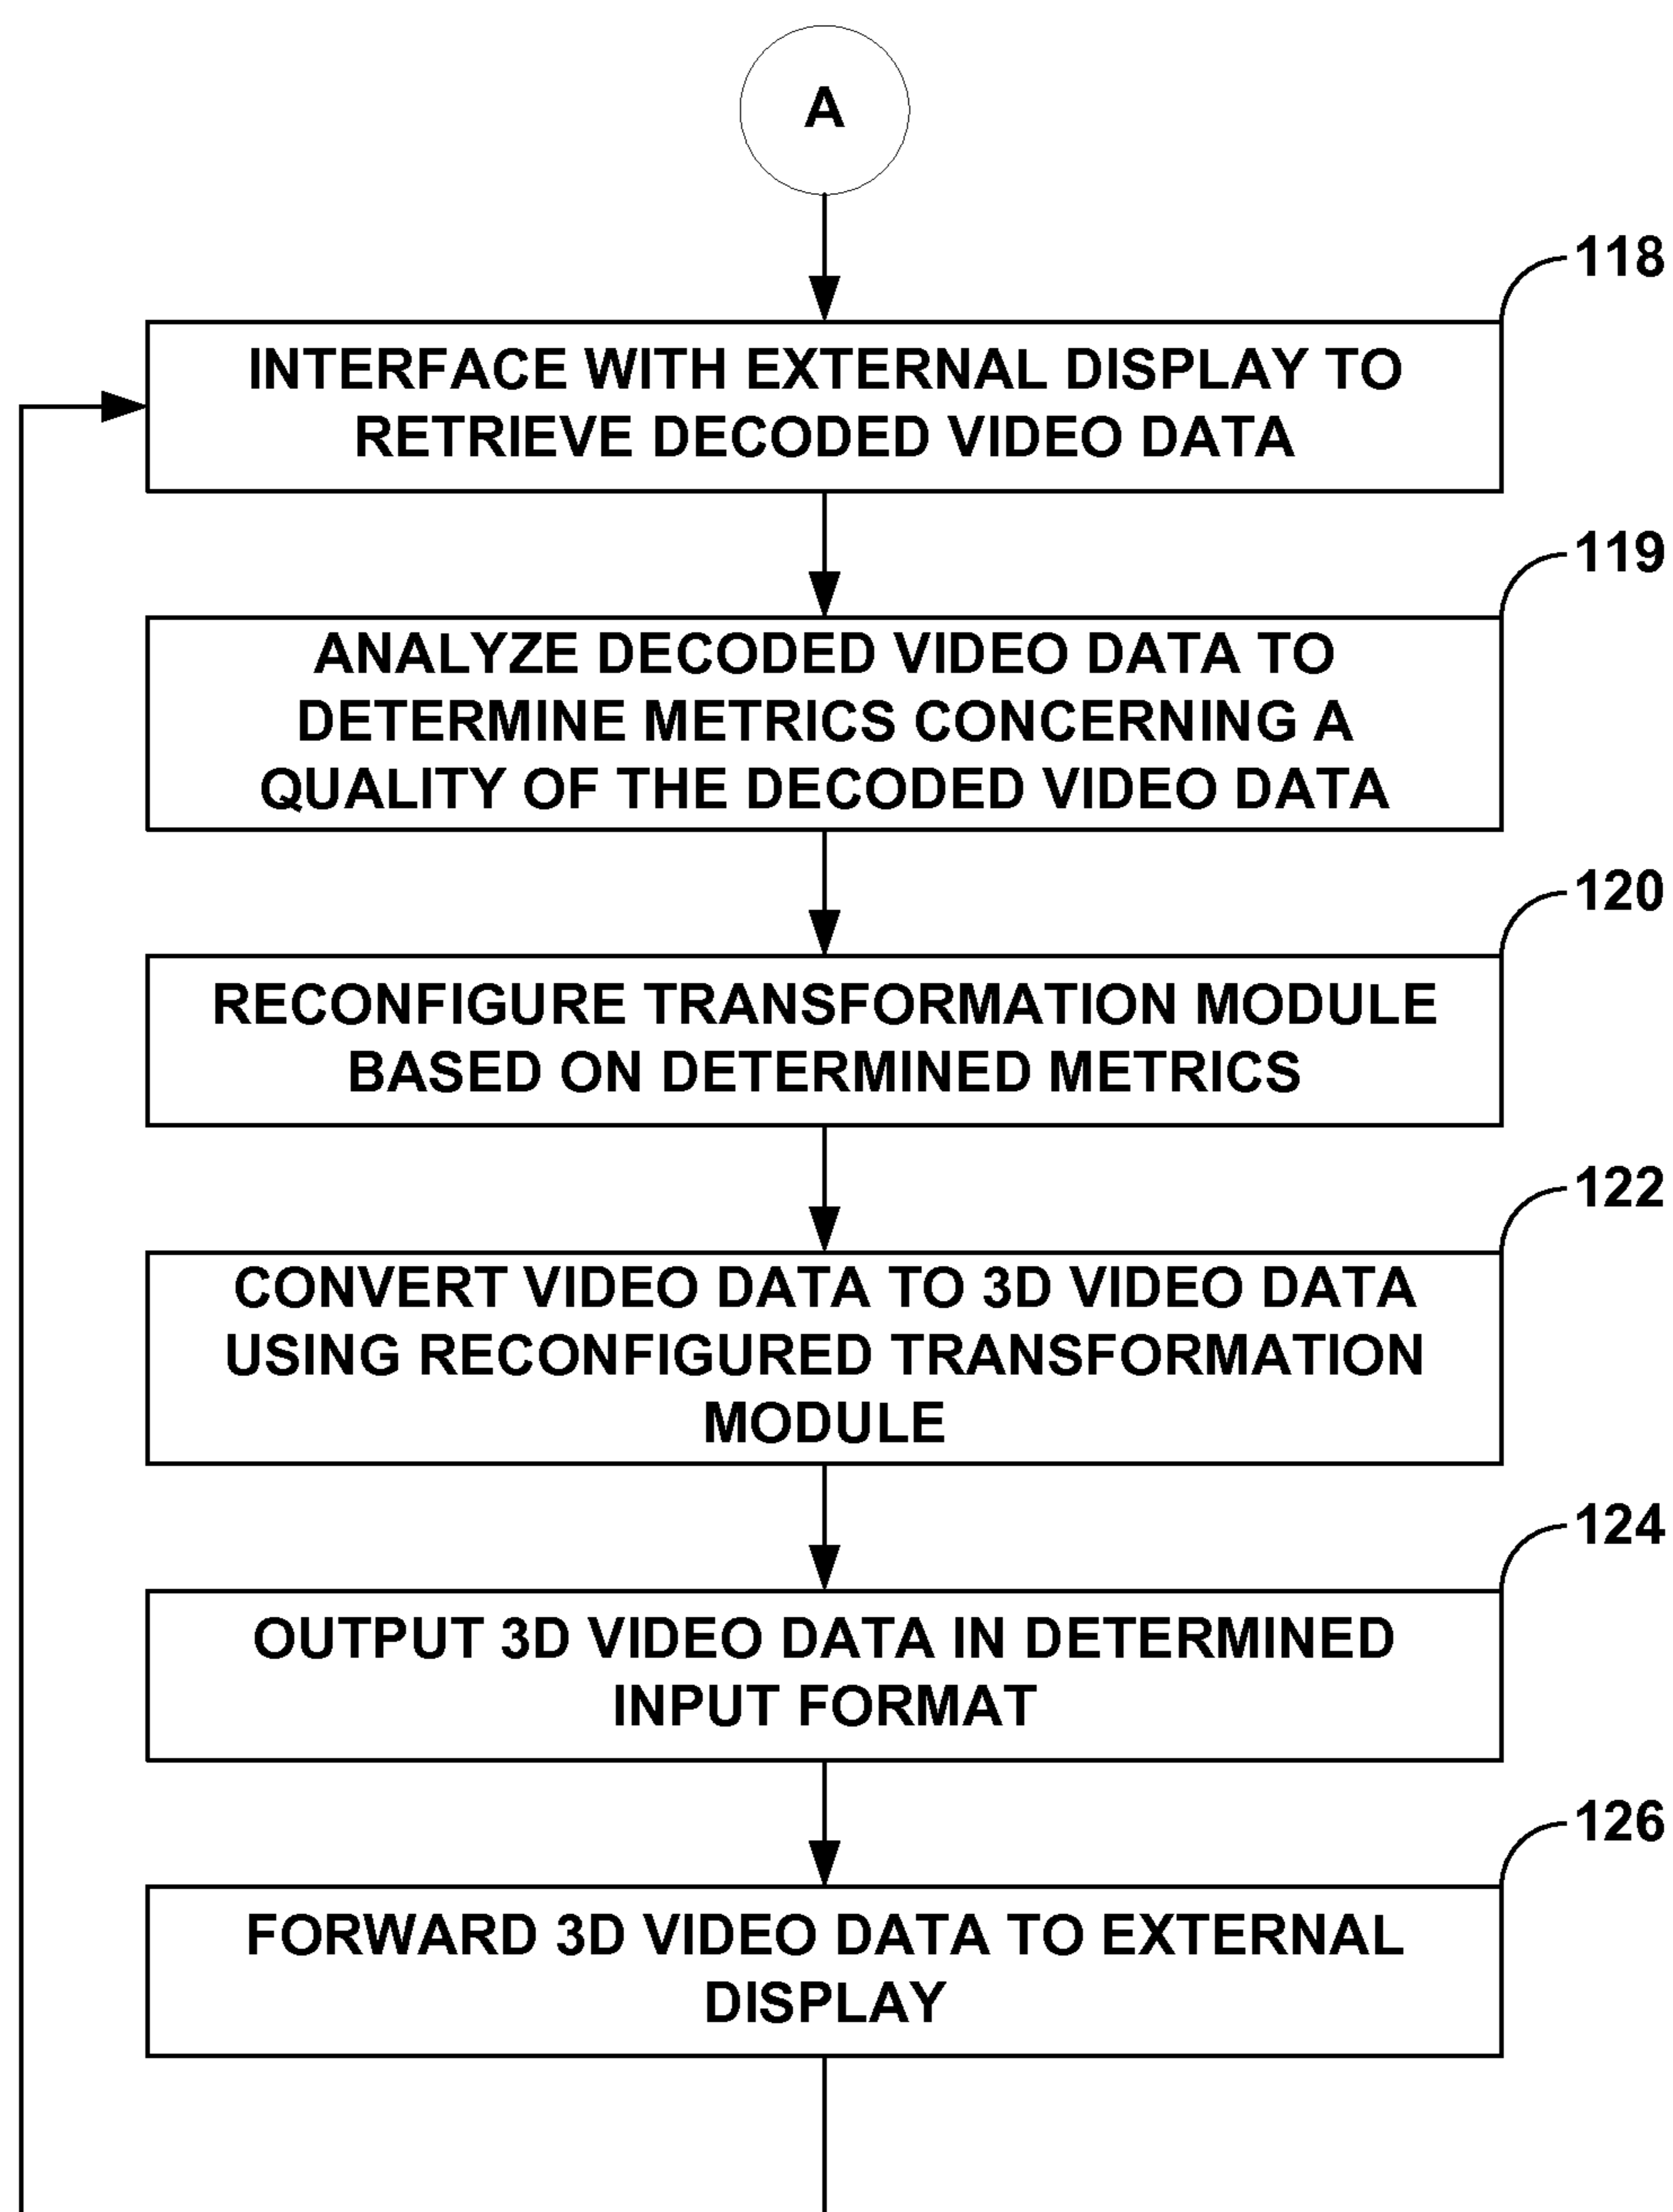 A
118
INTERFACE WITH EXTERNAL DISPLAY TO
RETRIEVE DECODED VIDEO DATA
119
ANALYZE DECODED VIDEO DATA TO
DETERMINE METRICS CONCERNING A
QUALITY OF THE DECODED VIDEO DATA
120
RECONFIGURE TRANSFORMATION MODULE
BASED ON DETERMINED METRICS
122
CONVERT VIDEO DATA TO 3D VIDEO DATA
USING RECONFIGURED TRANSFORMATION
MODULE
124
OUTPUT 3D VIDEO DATA IN DETERMINED
INPUT FORMAT
126
FORWARD 3D VIDEO DATA TO EXTERNAL
DISPLAY